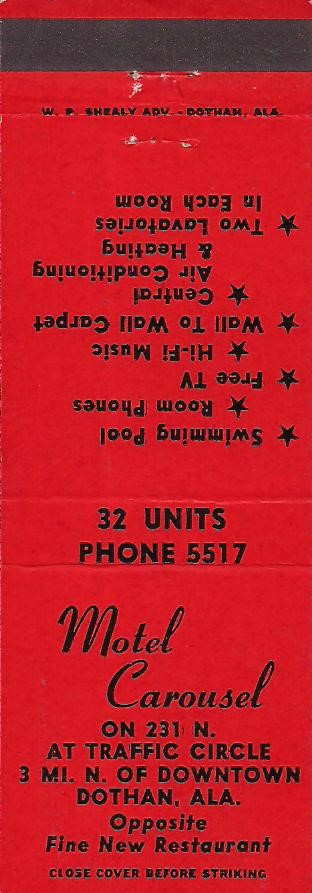 W. P. SHEALY ADV. - DOTHAN, ALA.
★ Swimming Pool
★ Room Phones
★ Free TV
★ Hi-Fi Music
★ Wall To Wall Carpet
★ Central
Air Conditioning
& Heating
★ Two Lavatories
In Each Room
32 UNITS
PHONE 5517
Motel
Carousel
ON 231 N.
AT TRAFFIC CIRCLE
3 MI. N. OF DOWNTOWN
DOTHAN, ALA.
Opposite
Fine New Restaurant
CLOSE COVER BEFORE STRIKING